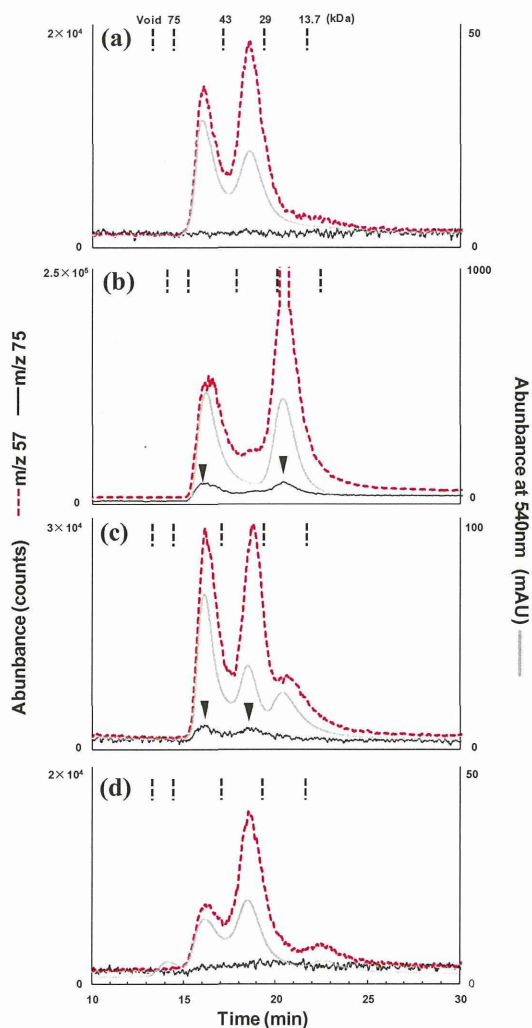 Void 75 43 29 13.7 (kDa)
2×10⁴ (a) 50
0 0
2.5×10⁵ (b) 1000
0 0
3×10⁴ (c) 100
0 0
2×10⁴ (d) 50
0 0
10 15 20 25 30
Time (min)
Abunbance (counts) m/z 57 m/z 75
Abunbance at 540nm (mAU)